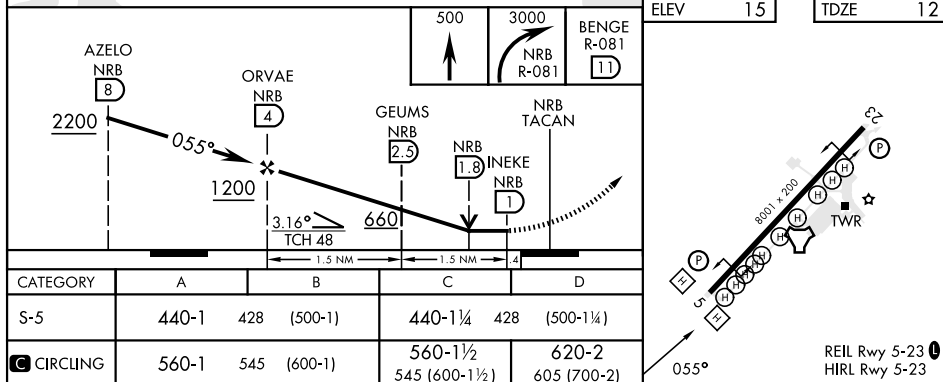 500
3000
NRB
R-081
BENGE
R-081
11
AZELO
NRB
8
2200
055°
ORVAE
NRB
4
1200
3.16°
TCH 48
GEUMS
NRB
2.5
660
NRB
1.8
INEKE
NRB
1
NRB
TACAN
1.5 NM
1.5 NM
.4
CATEGORY A B C D
S-5 440-1 428 (500-1) 440-1¼ 428 (500-1¼)
C CIRCLING 560-1 545 (600-1) 560-1½ 545 (600-1½) 620-2 605 (700-2)
ELEV 15
TDZE 12
23
P
H
H
H
H
8001 x 200
TWR
H
H
P
H
H
H
H
H
H
H
5
H
055°
REIL Rwy 5-23 L
HIRL Rwy 5-23